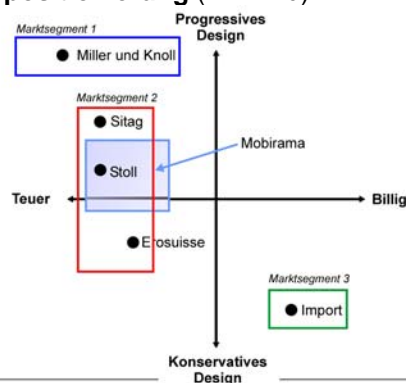 Progressives
Design
Marktsegment 1
Miller und Knoll
Marktsegment 2
Sitag
Mobirama
Stoll
Teuer
Billig
Erosuisse
Marktsegment 3
Import
Konservatives
Design